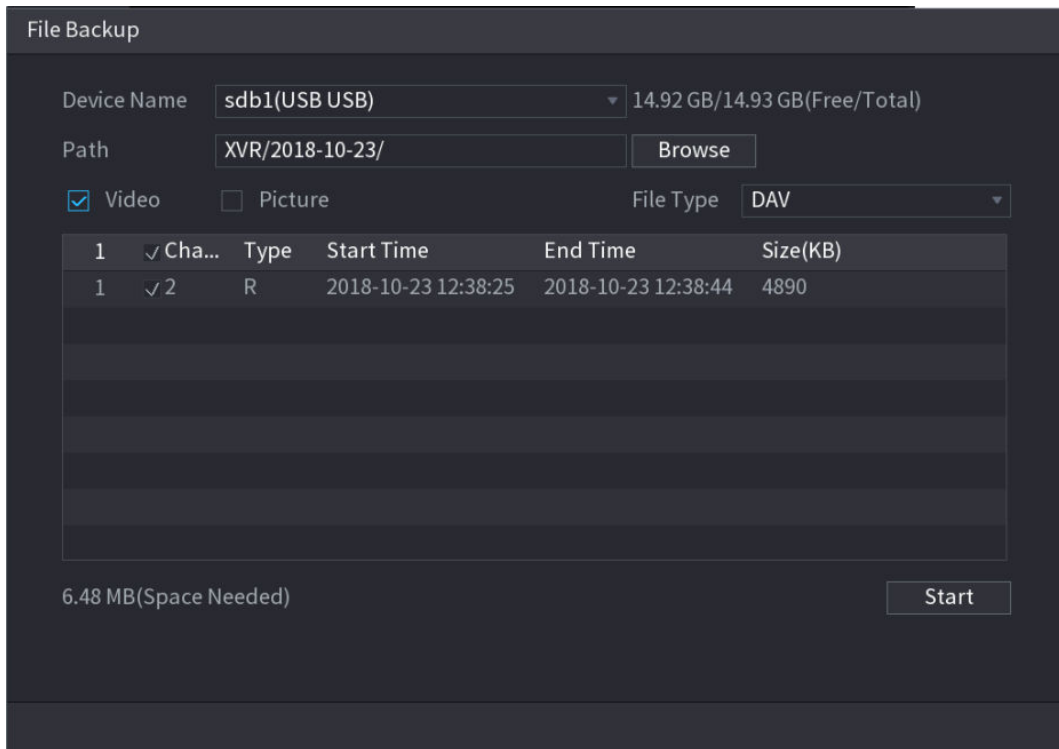 File Backup
Device Name sdb1(USB USB) 14.92 GB/14.93 GB(Free/Total)
Path XVR/2018-10-23/ Browse
Video Picture File Type DAV
1 Cha... Type Start Time End Time Size(KB)
1 2 R 2018-10-23 12:38:25 2018-10-23 12:38:44 4890
6.48 MB(Space Needed) Start